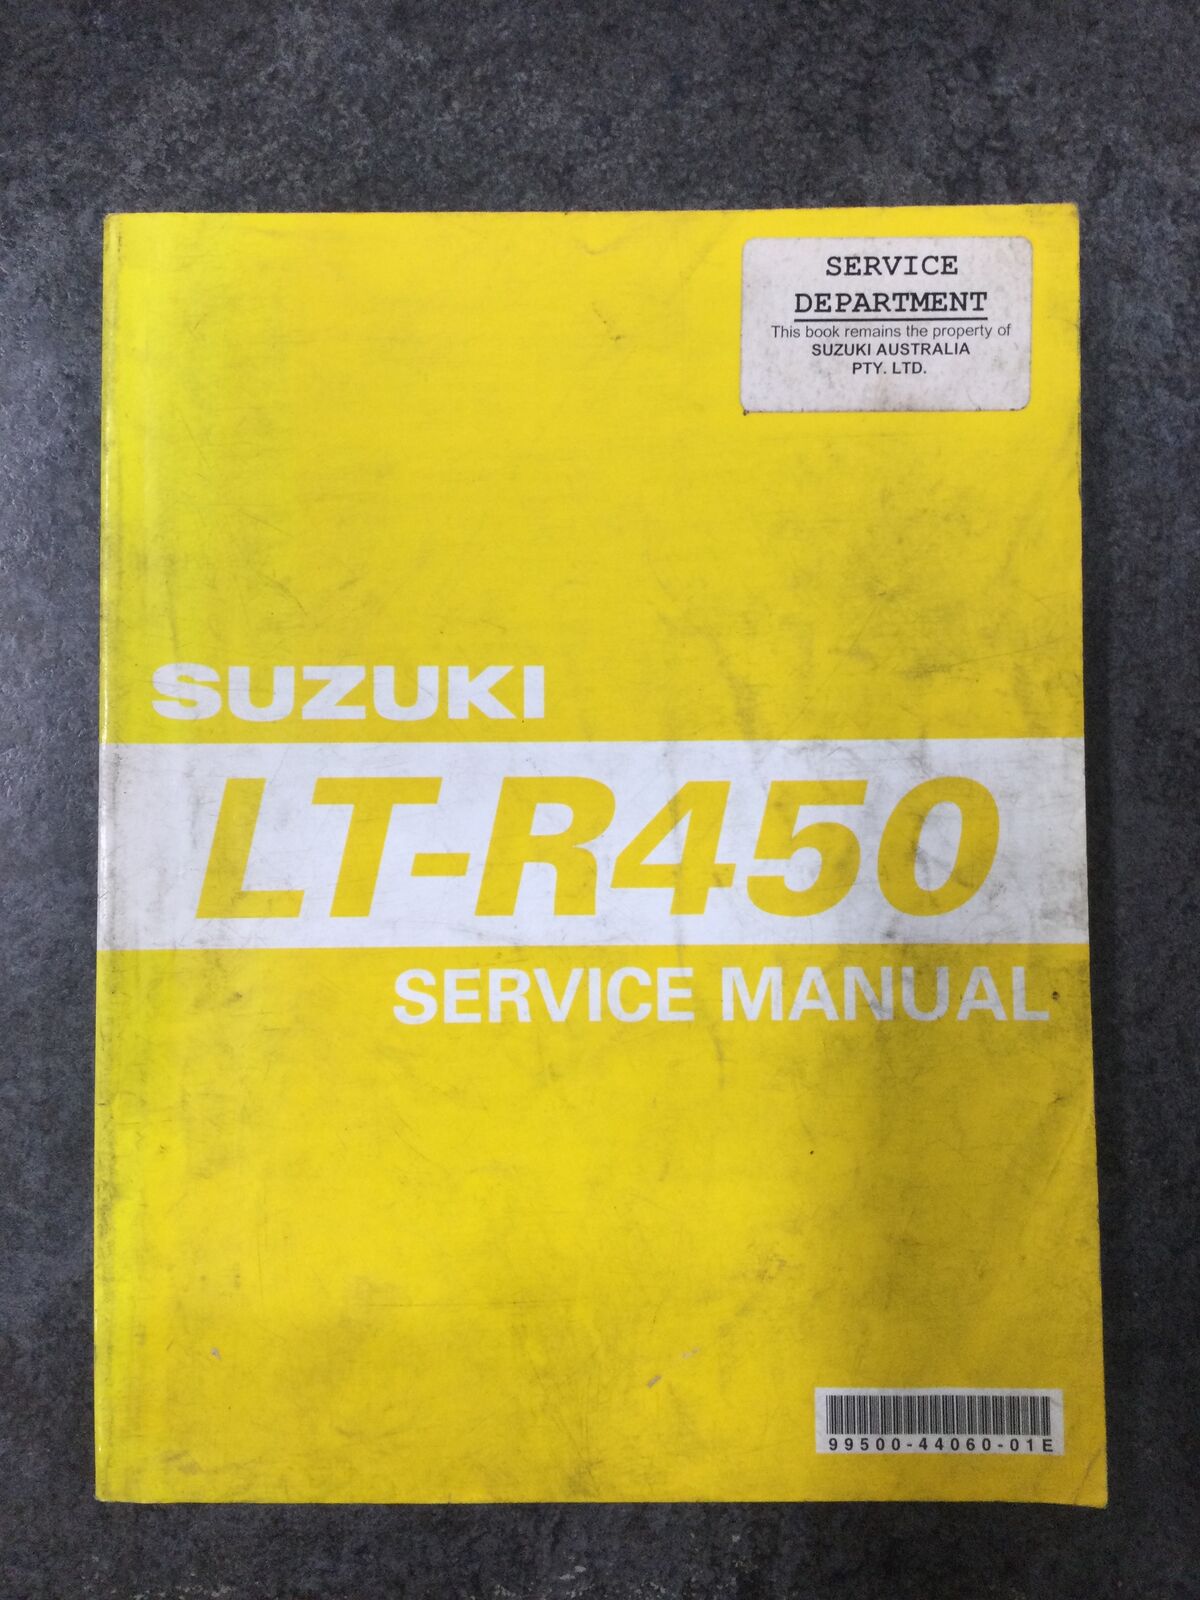 SERVICE
DEPARTMENT
This book remains the property of
SUZUKI AUSTRALIA
PTY. LTD.
SUZUKI
LT-R450
SERVICE MANUAL
99500-44060-01E